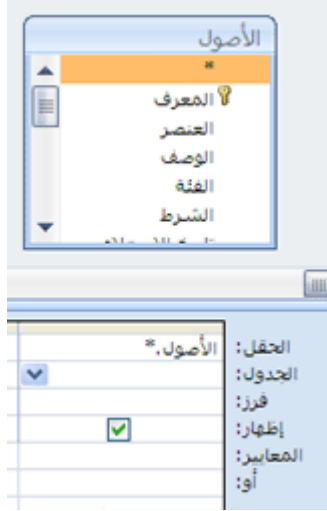 الأصول
*
المعرف
العنصر
الوصف
الفئة
الشرط
الحقل: الأصول.*
الجدول:
فرز:
إظهار:
المعايير:
أو: